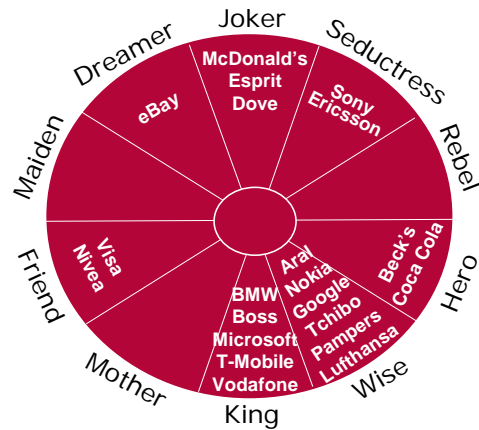 Joker
McDonald's
Esprit
Dove
Seductress
Sony
Ericsson
Rebel
Hero
Beck's
Coca Cola
Wise
Aral
Nokia
Google
Tchibo
Pampers
Lufthansa
King
BMW
Boss
Microsoft
T-Mobile
Vodafone
Mother
Friend
Visa
Nivea
Maiden
Dreamer
eBay